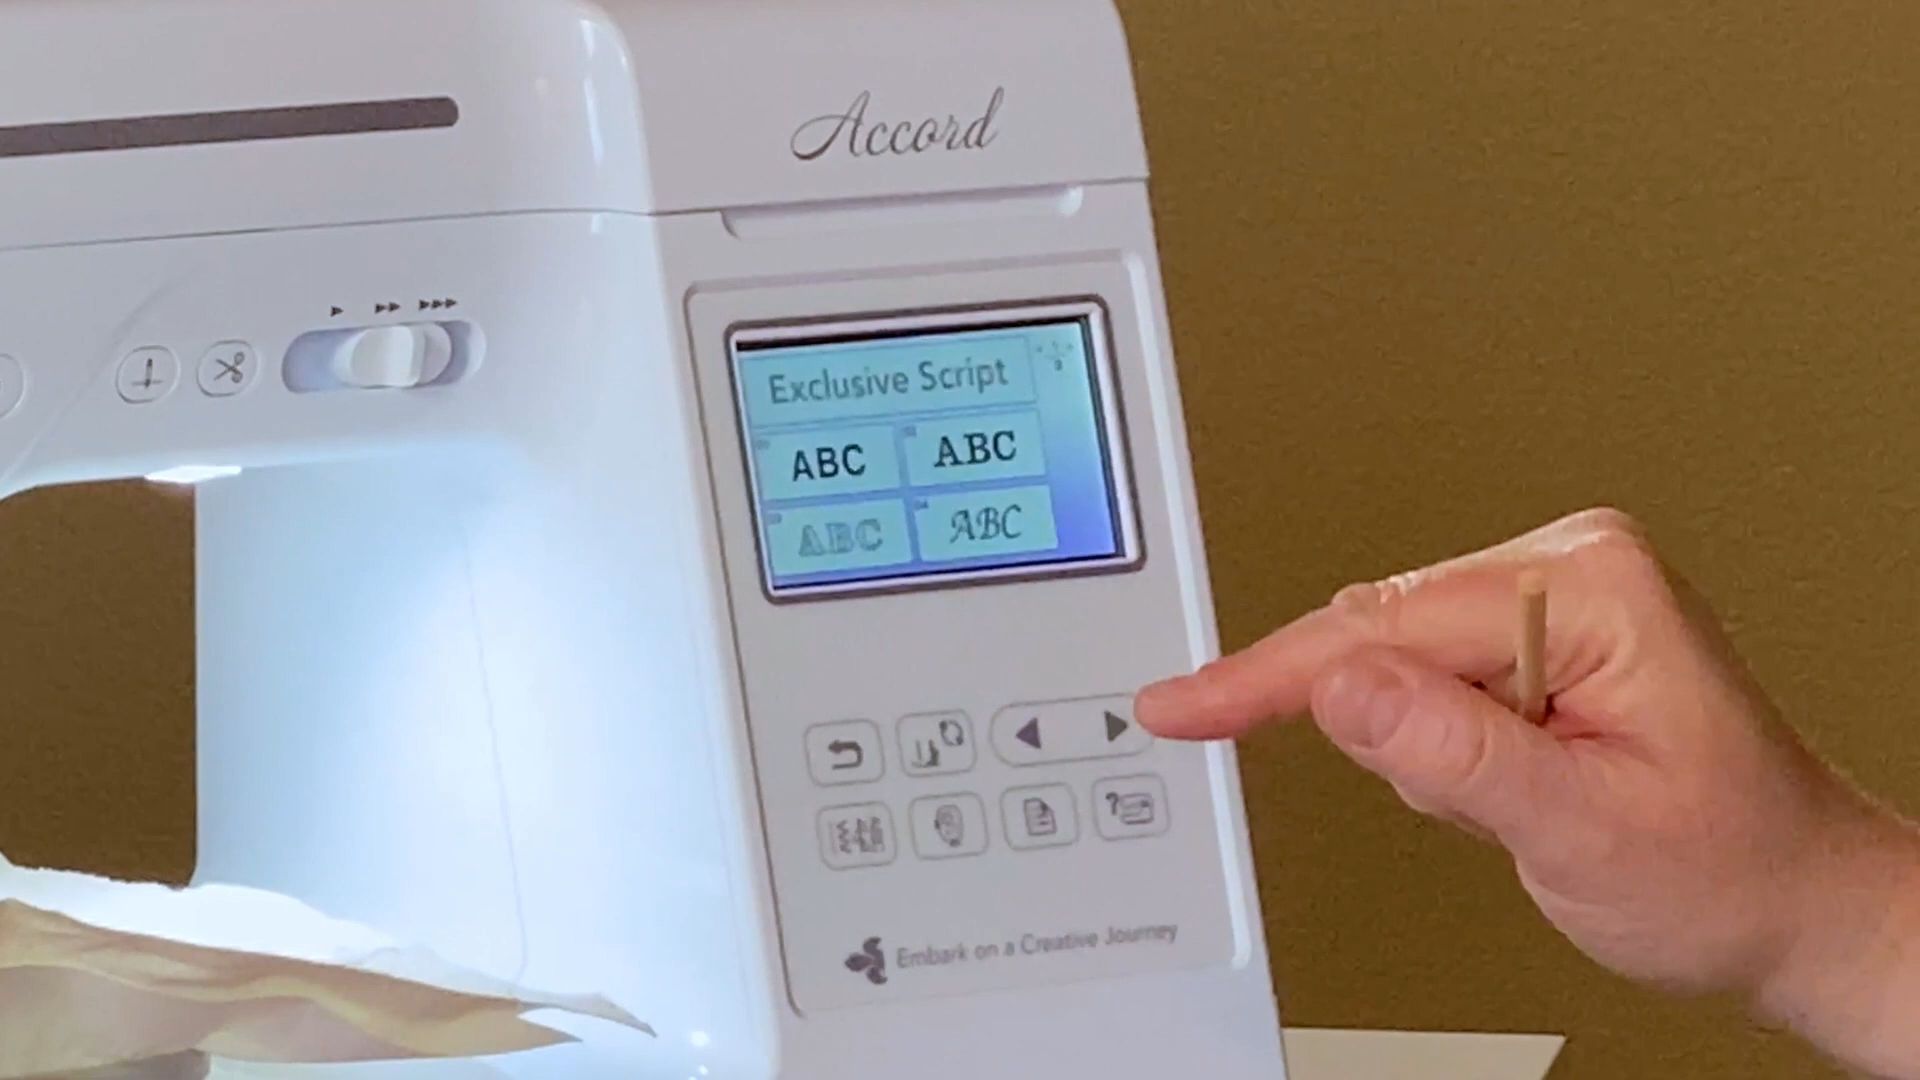 Accord
Exclusive Script
ABC ABC
ABC ABC
?
Embark on a Creative Journey